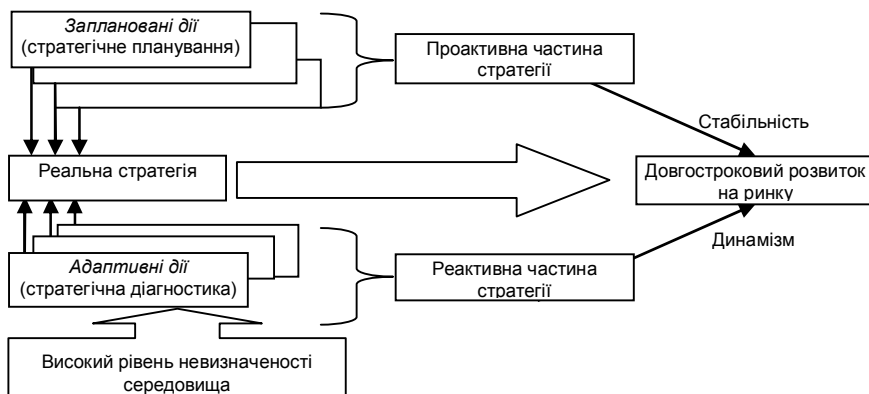 Заплановані дії
(стратегічне планування)
Проактивна частина
стратегії
Стабільність
Реальна стратегія
Довгостроковий розвиток
на ринку
Динамізм
Адаптивні дії
(стратегічна діагностика)
Реактивна частина
стратегії
Високий рівень невизначеності
середовища